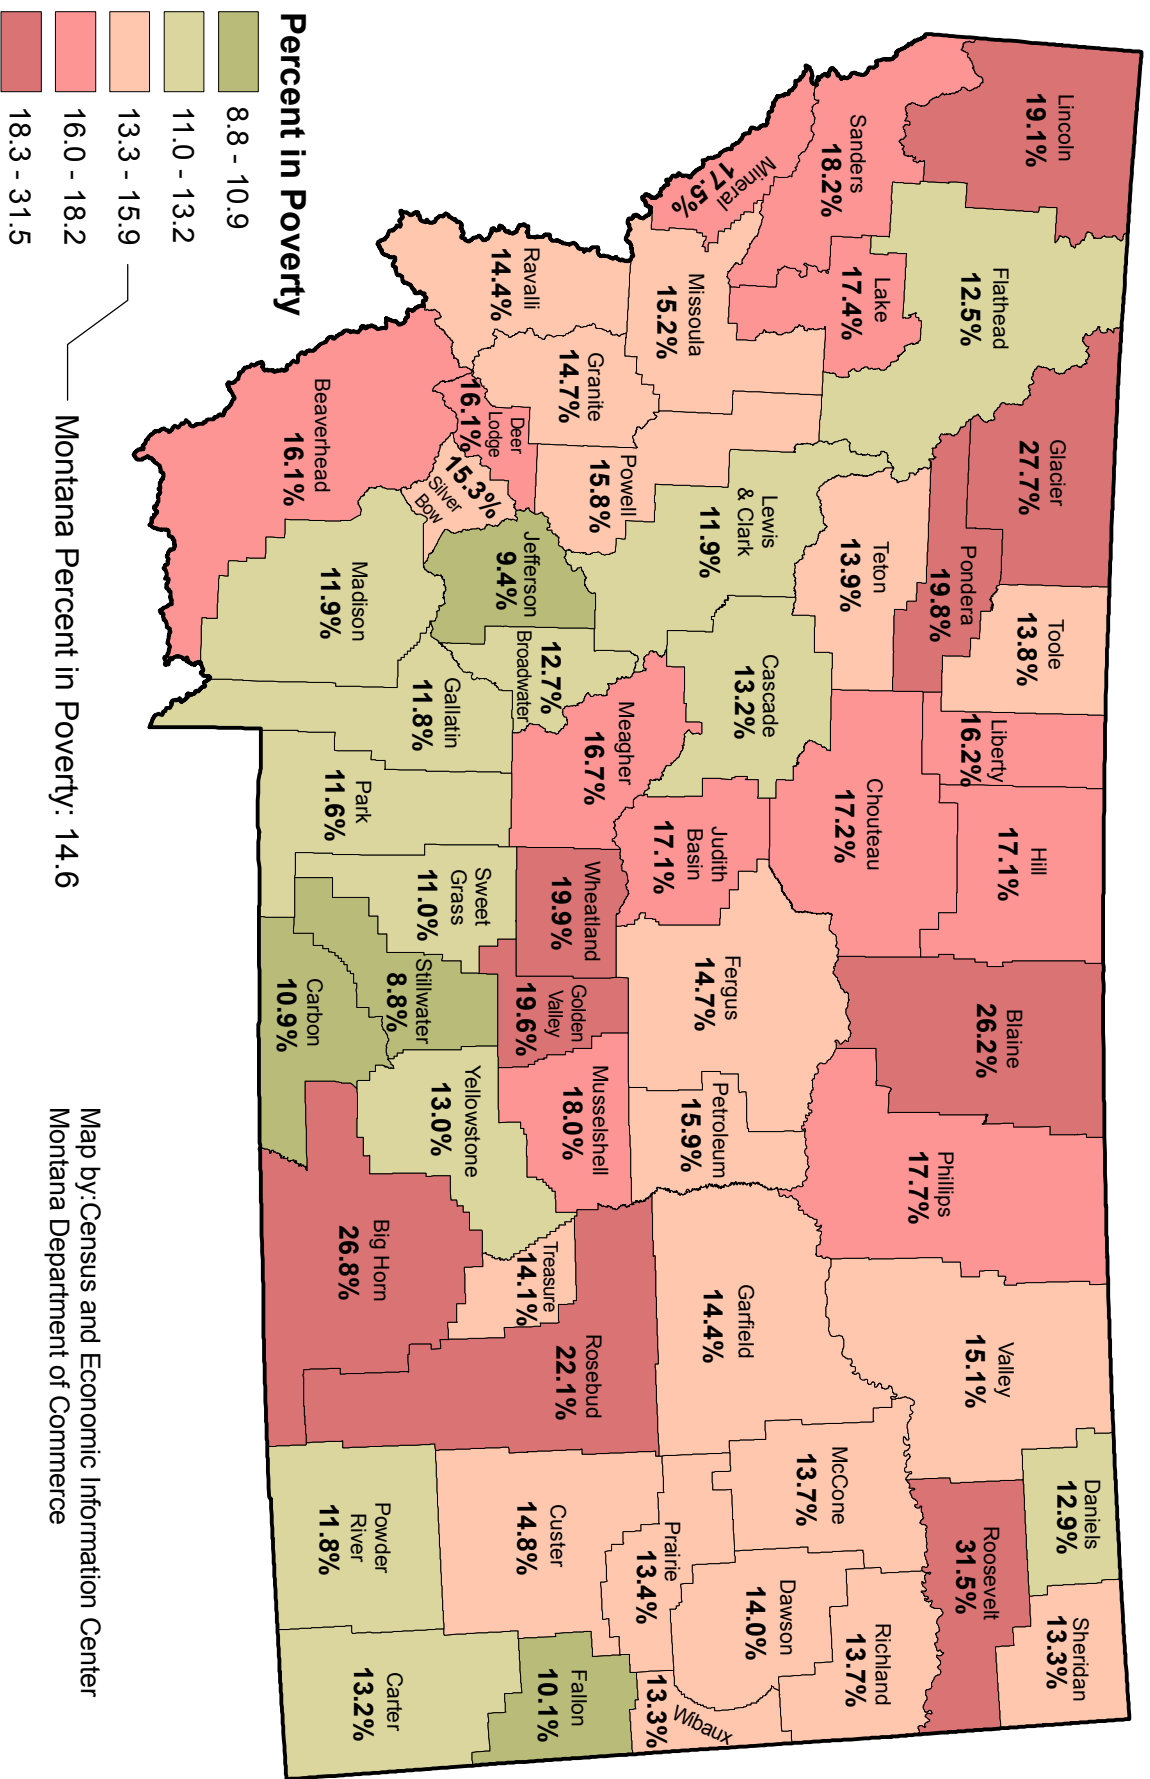 Lincoln
19.1%
Flathead
12.5%
Glacier
27.7%
Toole
13.8%
Liberty
16.2%
Hill
17.1%
Blaine
26.2%
Phillips
17.7%
Valley
15.1%
Daniels
12.9%
Sheridan
13.3%
Roosevelt
31.5%
Sanders
18.2%
Lake
17.4%
Pondera
19.8%
Teton
13.9%
Chouteau
17.2%
Mineral
17.5%
Missoula
15.2%
Powell
15.8%
Lewis
& Clark
11.9%
Cascade
13.2%
Judith
Basin
17.1%
Fergus
14.7%
Petroleum
15.9%
Garfield
14.4%
McCone
13.7%
Richland
13.7%
Dawson
14.0%
Prairie
13.4%
Wibaux
13.3%
Ravalli
14.4%
Granite
14.7%
Deer
Lodge
16.1%
Silver
Bow
15.3%
Jefferson
9.4%
12.7%
Broadwater
Meagher
16.7%
Wheatland
19.9%
Golden
Valley
19.6%
Musselshell
18.0%
Treasure
14.1%
Rosebud
22.1%
Custer
14.8%
Fallon
10.1%
Beaverhead
16.1%
Madison
11.9%
Gallatin
11.8%
Park
11.6%
Sweet
Grass
11.0%
Stillwater
8.8%
Carbon
10.9%
Yellowstone
13.0%
Big Horn
26.8%
Powder
River
11.8%
Carter
13.2%
Percent in Poverty
8.8 - 10.9
11.0 - 13.2
13.3 - 15.9
16.0 - 18.2
18.3 - 31.5
Montana Percent in Poverty: 14.6
Map by:Census and Economic Information Center
Montana Department of Commerce